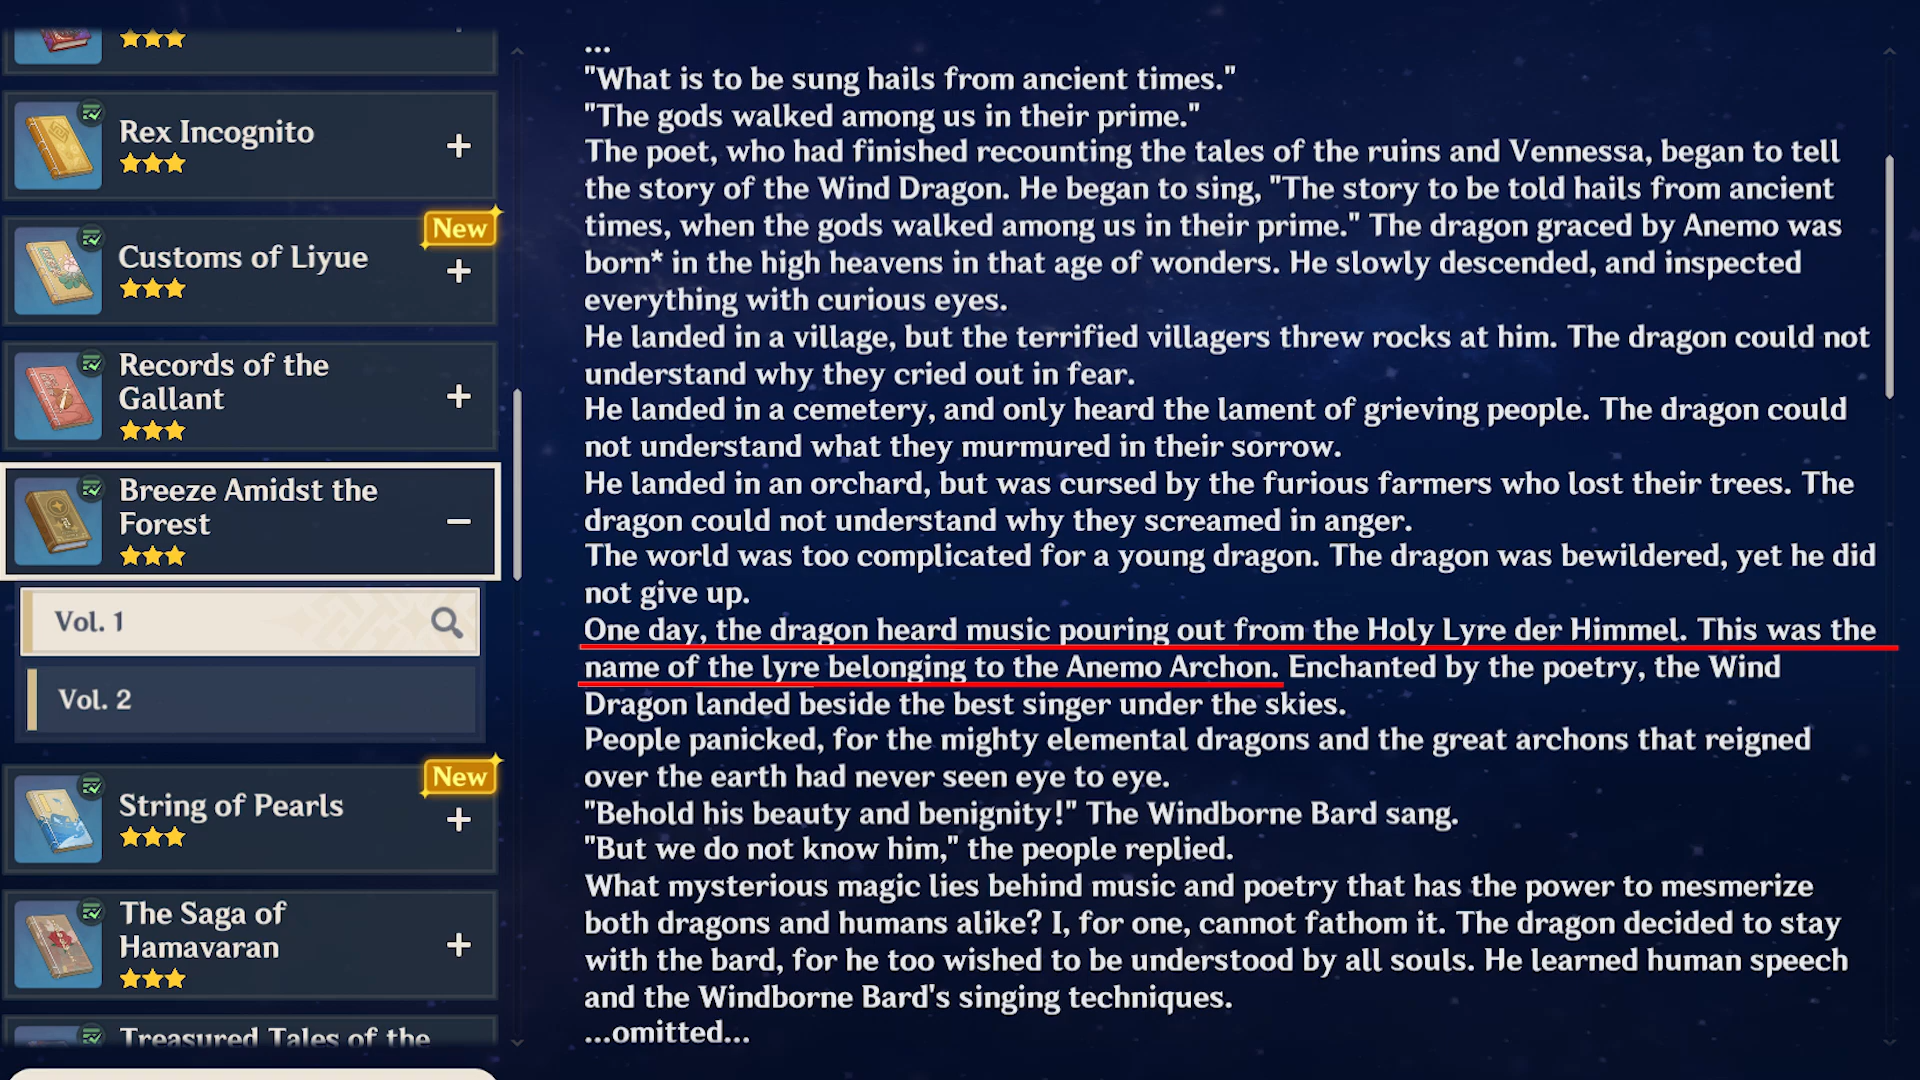 Rex Incognito
New
Customs of Liyue
Records of the
Gallant
Breeze Amidst the
Forest
Vol. 1
Vol. 2
New
String of Pearls
The Saga of
Hamavaran
Treasured Tales of the
...
"What is to be sung hails from ancient times."
"The gods walked among us in their prime."
The poet, who had finished recounting the tales of the ruins and Vennessa, began to tell
the story of the Wind Dragon. He began to sing, "The story to be told hails from ancient
times, when the gods walked among us in their prime." The dragon graced by Anemo was
born* in the high heavens in that age of wonders. He slowly descended, and inspected
everything with curious eyes.
He landed in a village, but the terrified villagers threw rocks at him. The dragon could not
understand why they cried out in fear.
He landed in a cemetery, and only heard the lament of grieving people. The dragon could
not understand what they murmured in their sorrow.
He landed in an orchard, but was cursed by the furious farmers who lost their trees. The
dragon could not understand why they screamed in anger.
The world was too complicated for a young dragon. The dragon was bewildered, yet he did
not give up.
One day, the dragon heard music pouring out from the Holy Lyre der Himmel. This was the
name of the lyre belonging to the Anemo Archon. Enchanted by the poetry, the Wind
Dragon landed beside the best singer under the skies.
People panicked, for the mighty elemental dragons and the great archons that reigned
over the earth had never seen eye to eye.
"Behold his beauty and benignity!" The Windborne Bard sang.
"But we do not know him," the people replied.
What mysterious magic lies behind music and poetry that has the power to mesmerize
both dragons and humans alike? I, for one, cannot fathom it. The dragon decided to stay
with the bard, for he too wished to be understood by all souls. He learned human speech
and the Windborne Bard's singing techniques.
...omitted...